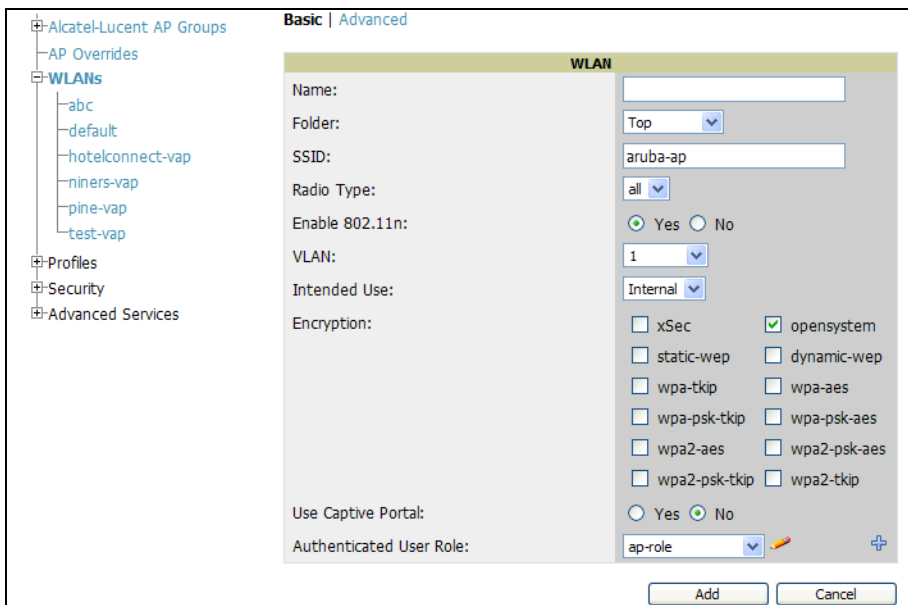 Alcatel-Lucent AP Groups
AP Overrides
WLANs
abc
default
hotelconnect-vap
niners-vap
pine-vap
test-vap
Profiles
Security
Advanced Services
Basic | Advanced
WLAN
Name:
Folder: Top
SSID: aruba-ap
Radio Type: all
Enable 802.11n: Yes No
VLAN: 1
Intended Use: Internal
Encryption: xSec opensystem
static-wep dynamic-wep
wpa-tkip wpa-aes
wpa-psk-tkip wpa-psk-aes
wpa2-aes wpa2-psk-aes
wpa2-psk-tkip wpa2-tkip
Use Captive Portal: Yes No
Authenticated User Role: ap-role
Add Cancel